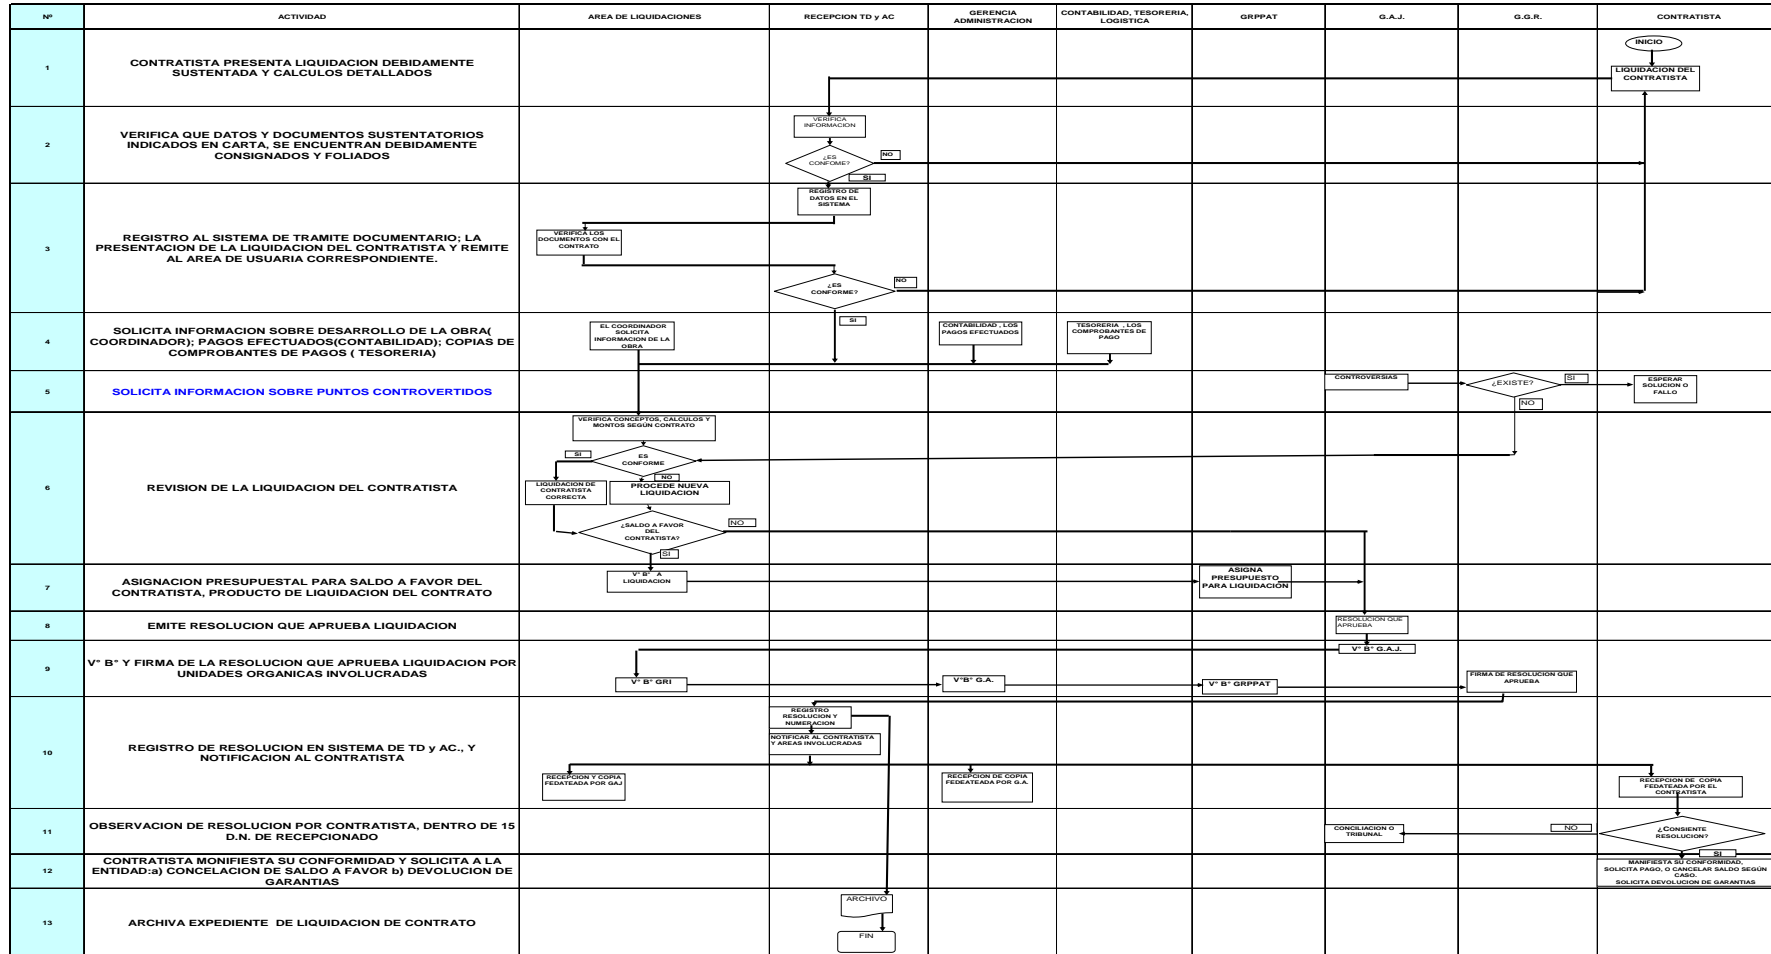 Nº
ACTIVIDAD
AREA DE LIQUIDACIONES
RECEPCION TD y AC
GERENCIA
ADMINISTRACION
CONTABILIDAD, TESORERIA,
LOGISTICA
GRPPAT
G.A.J.
G.G.R.
CONTRATISTA
1
CONTRATISTA PRESENTA LIQUIDACION DEBIDAMENTE
SUSTENTADA Y CALCULOS DETALLADOS
INICIO
LIQUIDACION DEL
CONTRATISTA
2
VERIFICA QUE DATOS Y DOCUMENTOS SUSTENTATORIOS
INDICADOS EN CARTA, SE ENCUENTRAN DEBIDAMENTE
CONSIGNADOS Y FOLIADOS
VERIFICA
INFORMACION
¿ES
CONFOME?
NO
SI
3
REGISTRO AL SISTEMA DE TRAMITE DOCUMENTARIO; LA
PRESENTACION DE LA LIQUIDACION DEL CONTRATISTA Y REMITE
AL AREA DE USUARIA CORRESPONDIENTE.
REGISTRO DE
DATOS EN EL
SISTEMA
VERIFICA LOS
DOCUMENTOS CON EL
CONTRATO
¿ES
CONFORME?
NO
4
SOLICITA INFORMACION SOBRE DESARROLLO DE LA OBRA(
COORDINADOR); PAGOS EFECTUADOS(CONTABILIDAD); COPIAS DE
COMPROBANTES DE PAGOS ( TESORERIA)
EL COORDINADOR
SOLICITA
INFORMACION DE LA
OBRA
SI
CONTABILIDAD , LOS
PAGOS EFECTUADOS
TESORERIA , LOS
COMPROBANTES DE
PAGO
5
SOLICITA INFORMACION SOBRE PUNTOS CONTROVERTIDOS
CONTROVERSIAS
¿EXISTE?
SI
NO
ESPERAR
SOLUCION O
FALLO
6
REVISION DE LA LIQUIDACION DEL CONTRATISTA
VERIFICA CONCEPTOS, CALCULOS Y
MONTOS SEGÚN CONTRATO
SI
ES
CONFORME
NO
LIQUIDACION DE
CONTRATISTA
CORRECTA
PROCEDE NUEVA
LIQUIDACION
¿SALDO A FAVOR
DEL
CONTRATISTA?
NO
SI
7
ASIGNACION PRESUPUESTAL PARA SALDO A FAVOR DEL
CONTRATISTA, PRODUCTO DE LIQUIDACION DEL CONTRATO
V° B° A
LIQUIDACION
ASIGNA
PRESUPUESTO
PARA LIQUIDACIÓN
8
EMITE RESOLUCION QUE APRUEBA LIQUIDACION
RESOLUCION QUE
APRUEBA
9
V° B° Y FIRMA DE LA RESOLUCION QUE APRUEBA LIQUIDACION POR
UNIDADES ORGANICAS INVOLUCRADAS
V° B° G.A.J.
V° B° GRI
V°B° G.A.
V° B° GRPPAT
FIRMA DE RESOLUCION QUE
APRUEBA
10
REGISTRO DE RESOLUCION EN SISTEMA DE TD y AC., Y
NOTIFICACION AL CONTRATISTA
REGISTRO
RESOLUCION Y
NUMERACION
NOTIFICAR AL CONTRATISTA
Y AREAS INVOLUCRADAS
RECEPCION Y COPIA
FEDATEADA POR GAJ
RECEPCION DE COPIA
FEDEATEADA POR G.A.
RECEPCION DE COPIA
FEDATEADA POR EL
CONTRATISTA
11
OBSERVACION DE RESOLUCION POR CONTRATISTA, DENTRO DE 15
D.N. DE RECEPCIONADO
CONCILIACION O
TRIBUNAL
NO
¿CONSIENTE
RESOLUCION?
SI
12
CONTRATISTA MONIFIESTA SU CONFORMIDAD Y SOLICITA A LA
ENTIDAD:a) CONCELACION DE SALDO A FAVOR b) DEVOLUCION DE
GARANTIAS
MANIFIESTA SU CONFORMIDAD,
SOLICITA PAGO, O CANCELAR SALDO SEGÚN
CASO.
SOLICITA DEVOLUCION DE GARANTIAS
13
ARCHIVA EXPEDIENTE DE LIQUIDACION DE CONTRATO
ARCHIVO
FIN